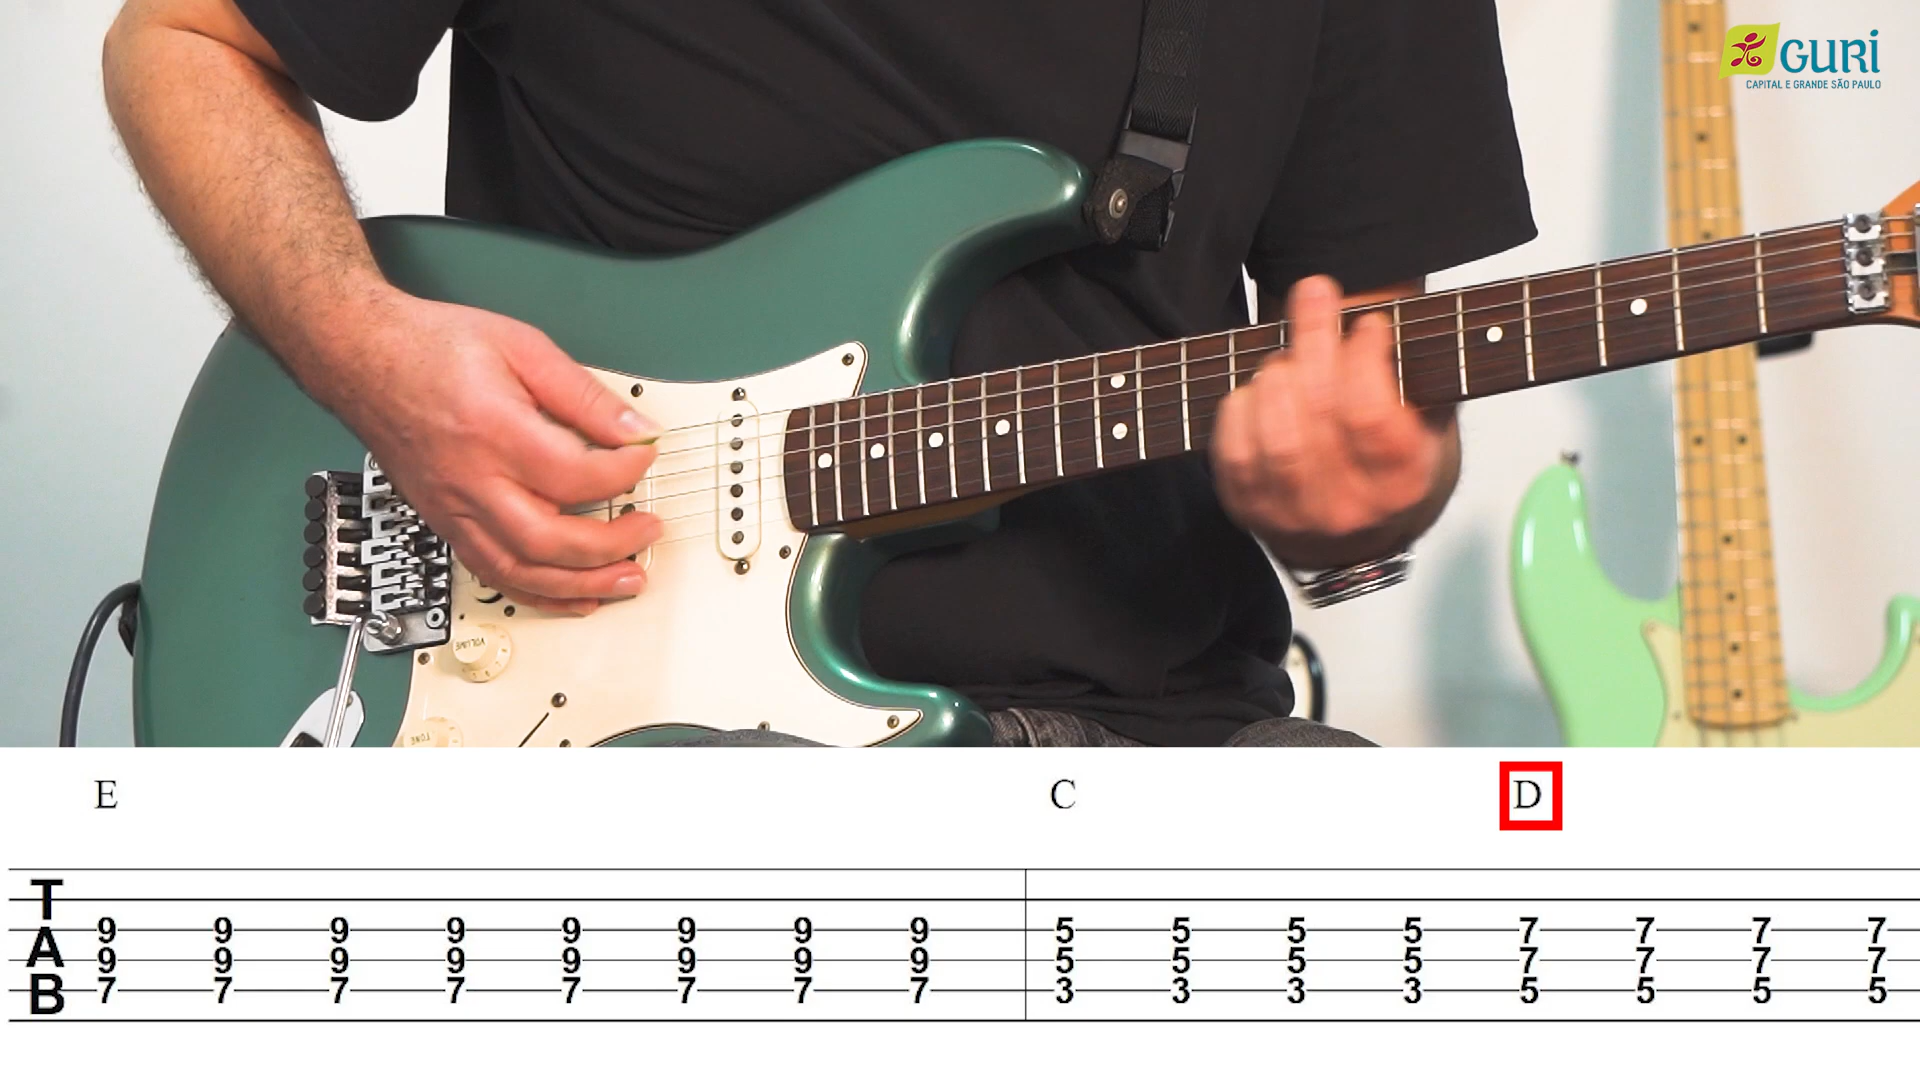 GURI
CAPITAL E GRANDE SÃO PAULO
VOLUME
TONE
E C D
T
A
B
9 9 9 9 9 9 9 9 5 5 5 5 7 7 7 7
9 9 9 9 9 9 9 9 5 5 5 5 7 7 7 7
7 7 7 7 7 7 7 7 3 3 3 3 5 5 5 5